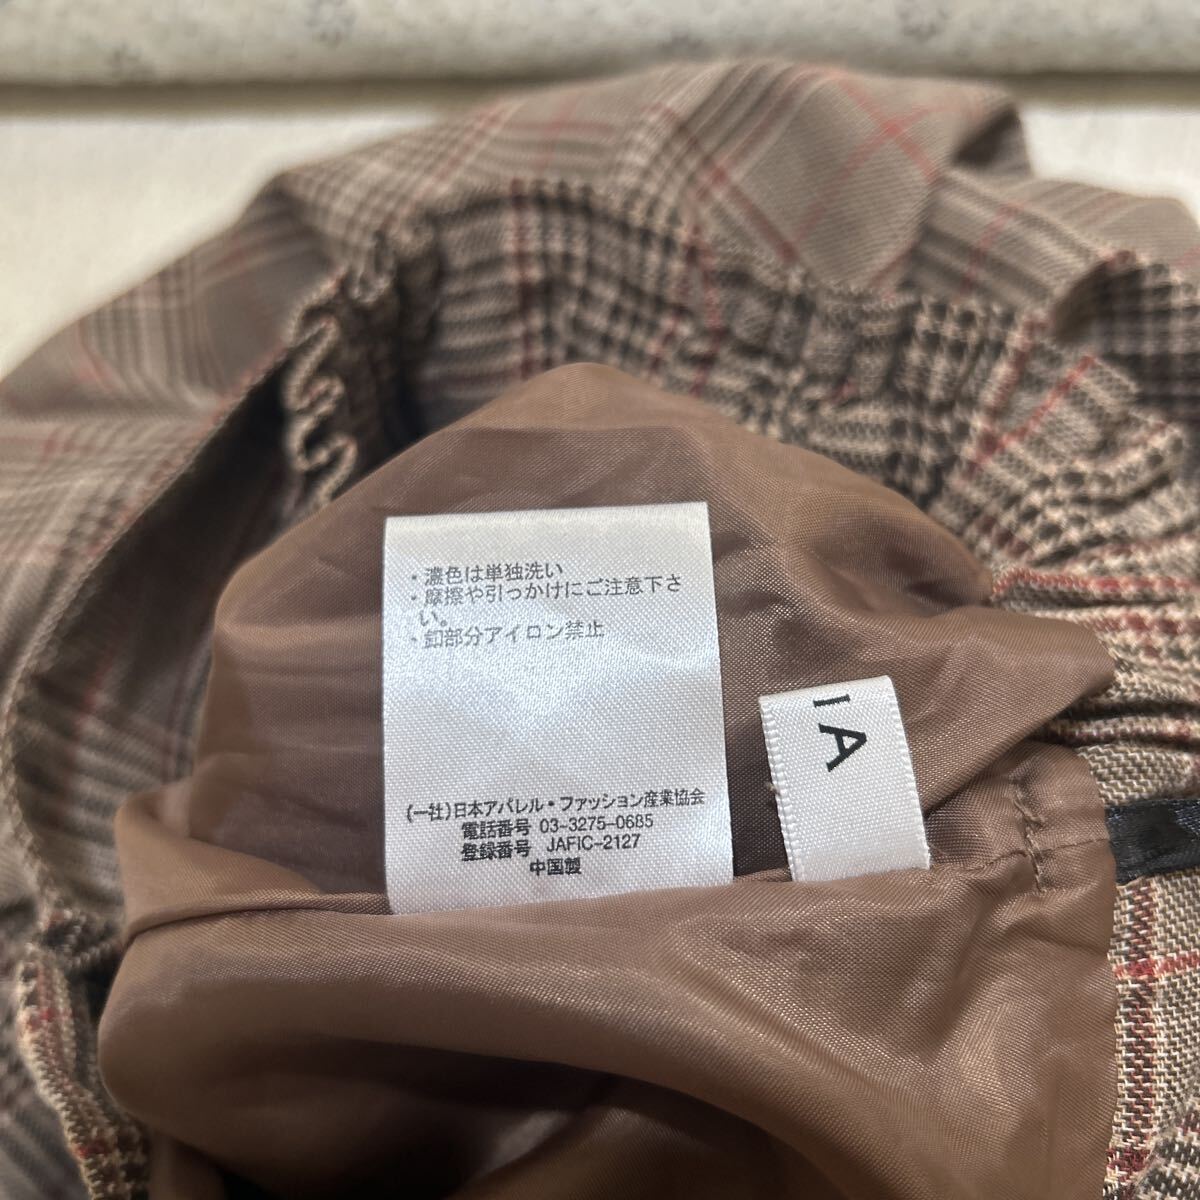 ・濃色は単独洗い
・摩擦や引っかけにご注意下さ
い。
・釦部分アイロン禁止
(一社)日本アパレル・ファッション産業協会
電話番号 03-3275-0685
登録番号 JAFIC-2127
中国製
IA